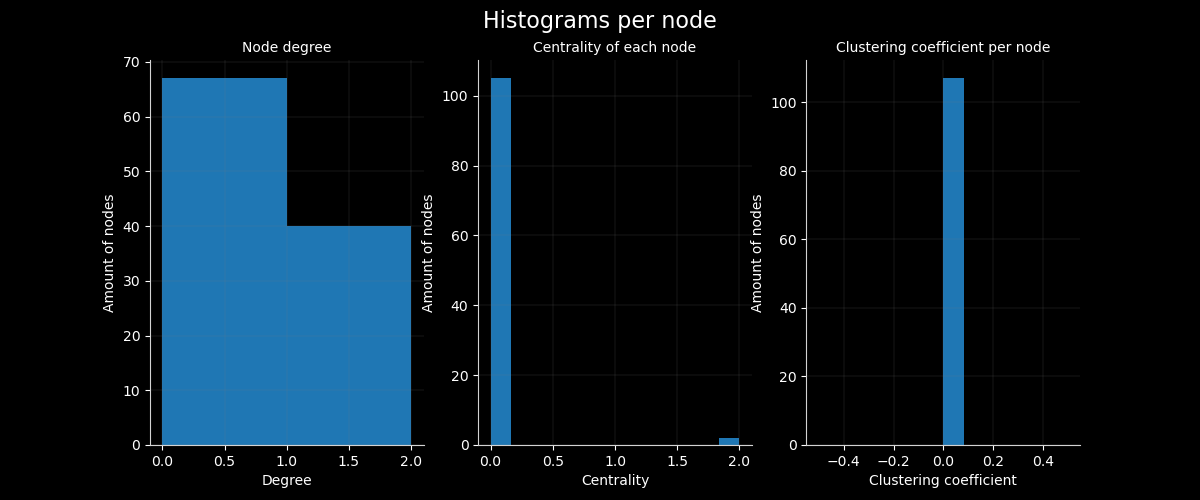 Histograms per node
Node degree
Amount of nodes
70
60
50
40
30
20
10
0
0.0 0.5 1.0 1.5 2.0
Degree
Centrality of each node
Amount of nodes
100
80
60
40
20
0
0.0 0.5 1.0 1.5 2.0
Centrality
Clustering coefficient per node
Amount of nodes
100
80
60
40
20
0
−0.4 −0.2 0.0 0.2 0.4
Clustering coefficient